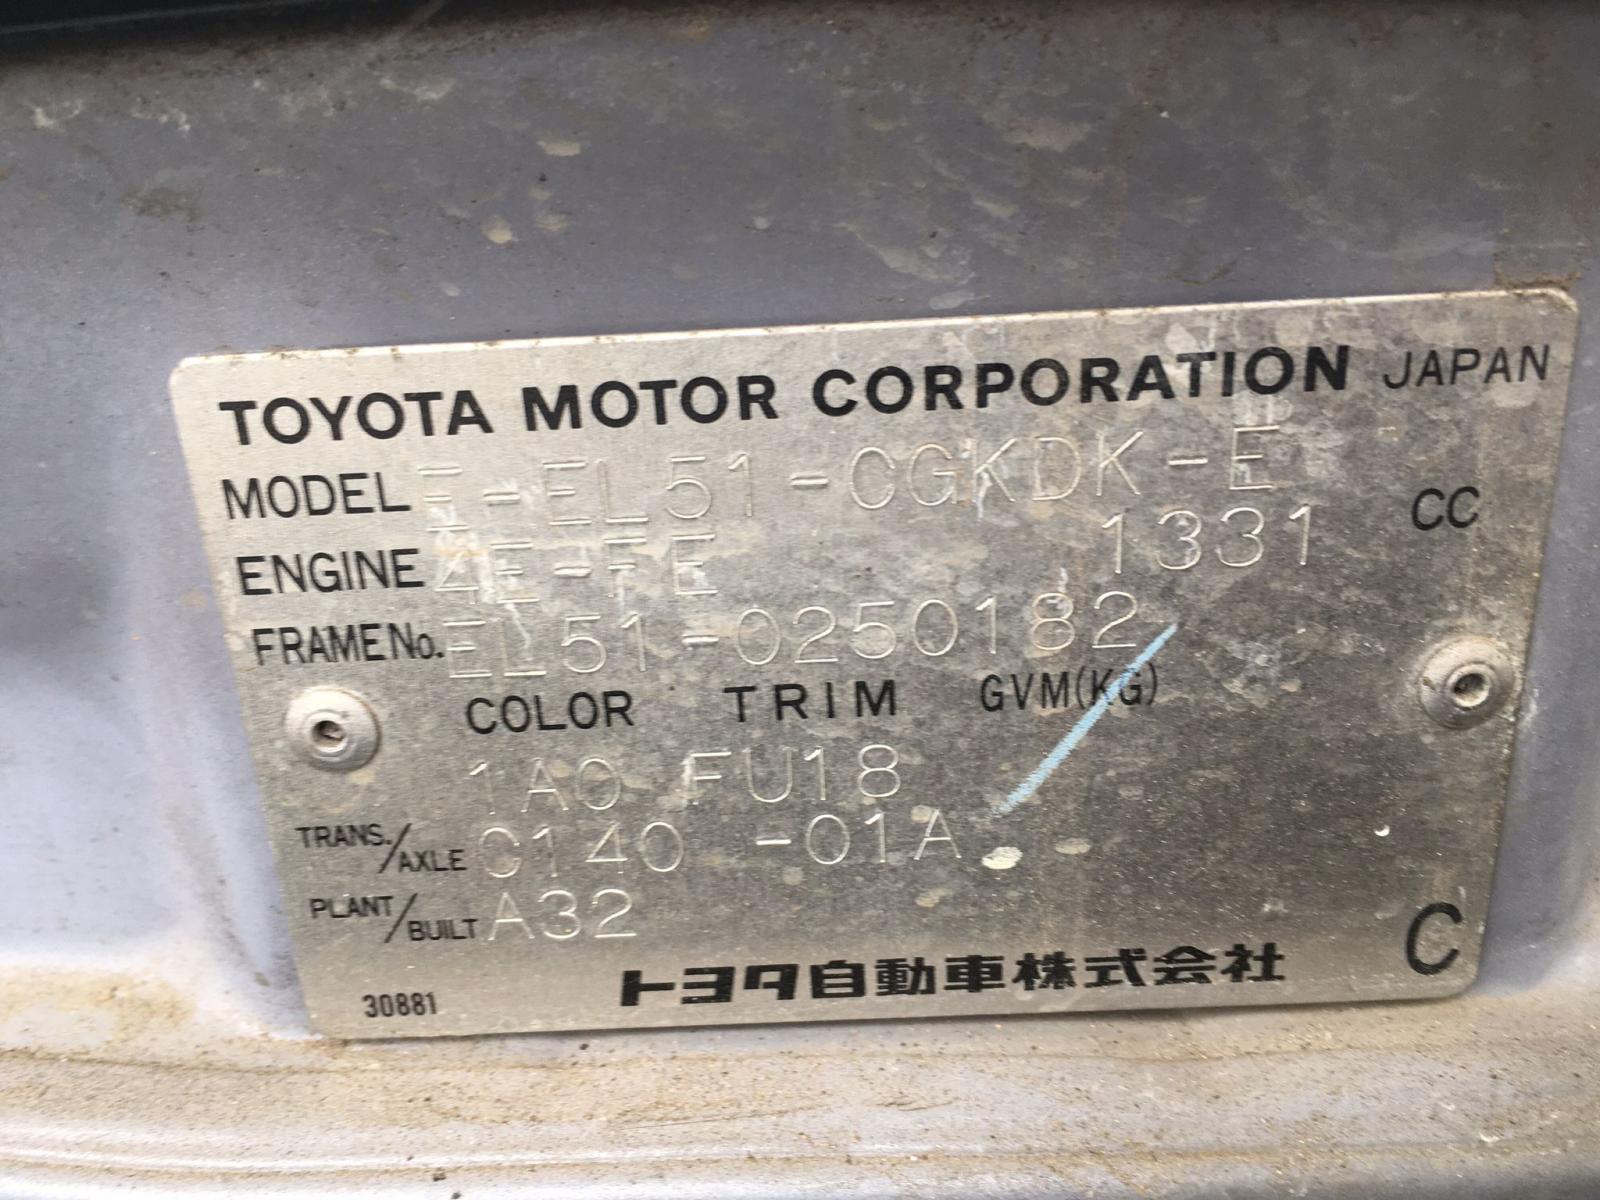 TOYOTA MOTOR CORPORATION JAPAN
MODEL E-EL51-CGKDK-E
ENGINE 4E-FE 1331 CC
FRAME No. EL51-0250182
COLOR TRIM GVM(KG)
1A0 FU18
TRANS./AXLE C140 -01A
PLANT/BUILT A32
C
30881 トヨタ自動車株式会社